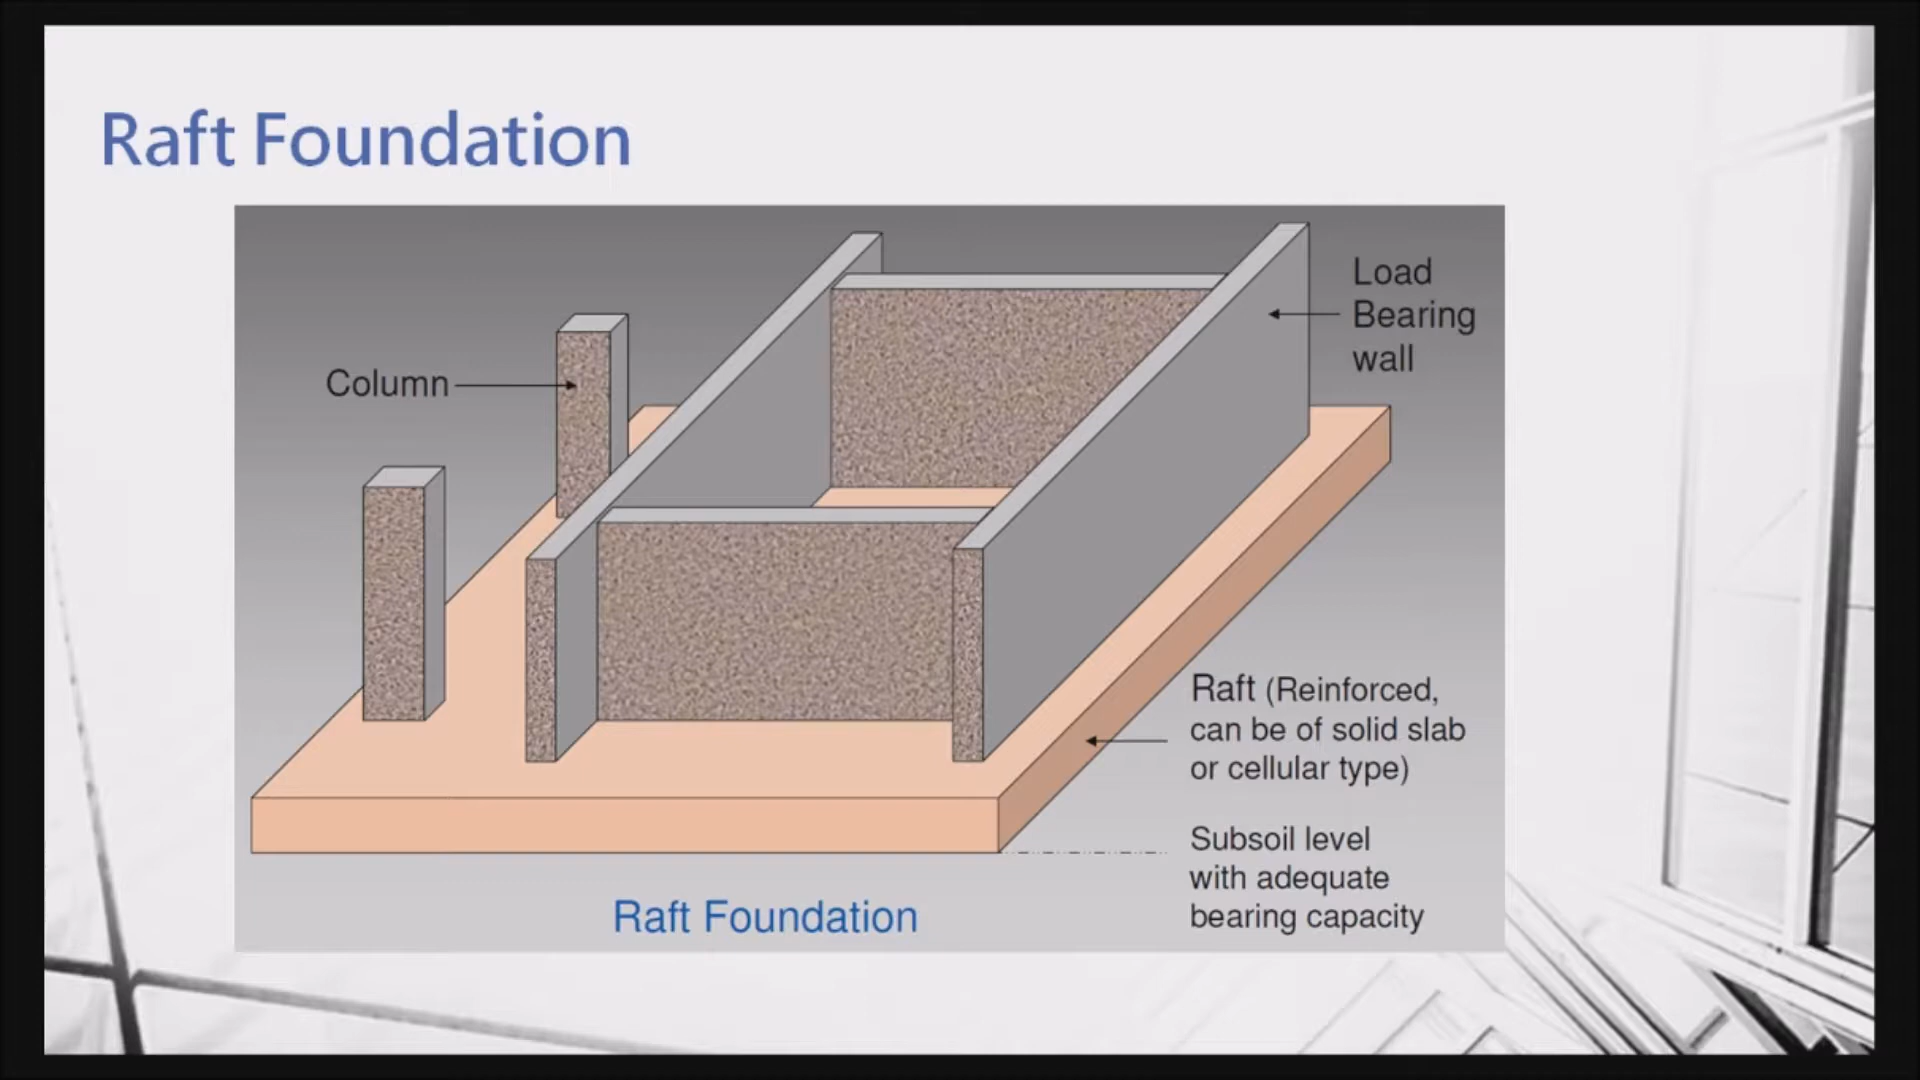 Raft Foundation
Load
Bearing
wall
Column
Raft (Reinforced,
can be of solid slab
or cellular type)
Subsoil level
with adequate
bearing capacity
Raft Foundation